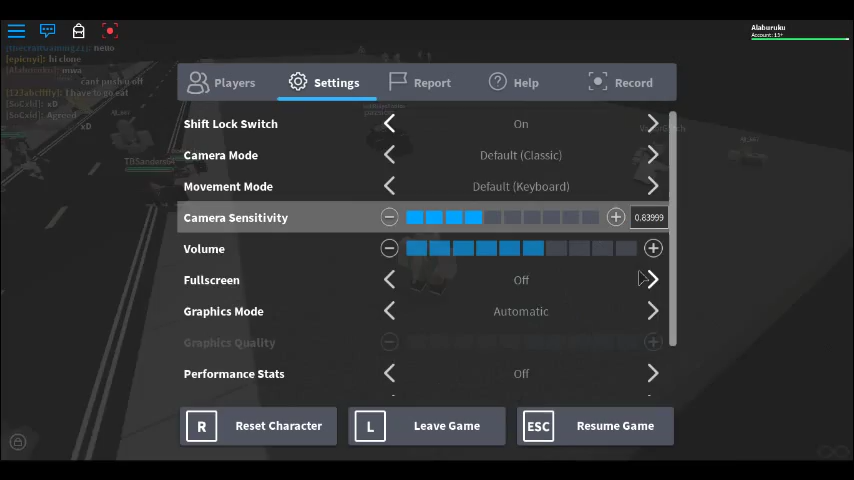 Alaburuku
Account: 13+
[epicnyl]: hi clone
cant push u off
I have to go eat
[SoCxld]: xD
[SoCxld]: Agreed
xD
TBSandersG
Players
Settings
Report
Help
Record
Shift Lock Switch
On
Camera Mode
Default (Classic)
Movement Mode
Default (Keyboard)
Camera Sensitivity
0.83999
Volume
Fullscreen
Off
Graphics Mode
Automatic
Graphics Quality
Performance Stats
Off
R Reset Character
L Leave Game
ESC Resume Game